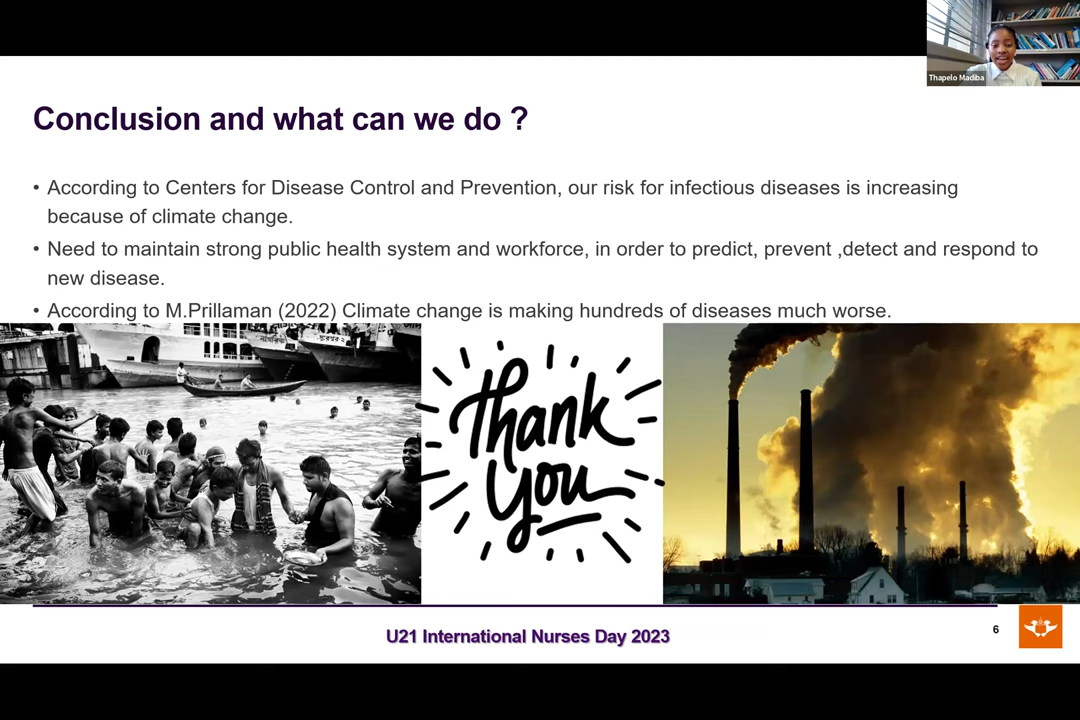 Thapelo Madiba
Conclusion and what can we do ?
• According to Centers for Disease Control and Prevention, our risk for infectious diseases is increasing
because of climate change.
• Need to maintain strong public health system and workforce, in order to predict, prevent ,detect and respond to
new disease.
• According to M.Prillaman (2022) Climate change is making hundreds of diseases much worse.
Thank
you
U21 International Nurses Day 2023
6